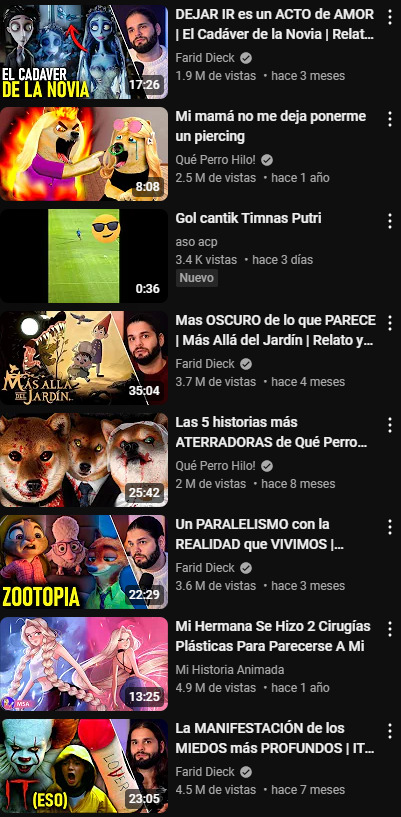 DEJAR IR es un ACTO de AMOR
| El Cadáver de la Novia | Relat…
Farid Dieck
1.9 M de vistas • hace 3 meses
EL CADAVER
DE LA NOVIA
17:26
Mi mamá no me deja ponerme
un piercing
Qué Perro Hilo!
2.5 M de vistas • hace 1 año
8:08
Gol cantik Timnas Putri
aso acp
3.4 K vistas • hace 3 días
Nuevo
0:36
Mas OSCURO de lo que PARECE
| Más Allá del Jardín | Relato y…
Farid Dieck
3.7 M de vistas • hace 4 meses
MAS ALLA
DEL JARDÍN
35:04
Las 5 historias más
ATERRADORAS de Qué Perro…
Qué Perro Hilo!
2 M de vistas • hace 8 meses
25:42
Un PARALELISMO con la
REALIDAD que VIVIMOS |…
Farid Dieck
3.6 M de vistas • hace 3 meses
ZOOTOPIA
22:29
Mi Hermana Se Hizo 2 Cirugías
Plásticas Para Parecerse A Mi
Mi Historia Animada
4.9 M de vistas • hace 1 año
MSA
13:25
La MANIFESTACIÓN de los
MIEDOS más PROFUNDOS | IT…
Farid Dieck
4.5 M de vistas • hace 7 meses
IT
(ESO)
LOVER
23:05